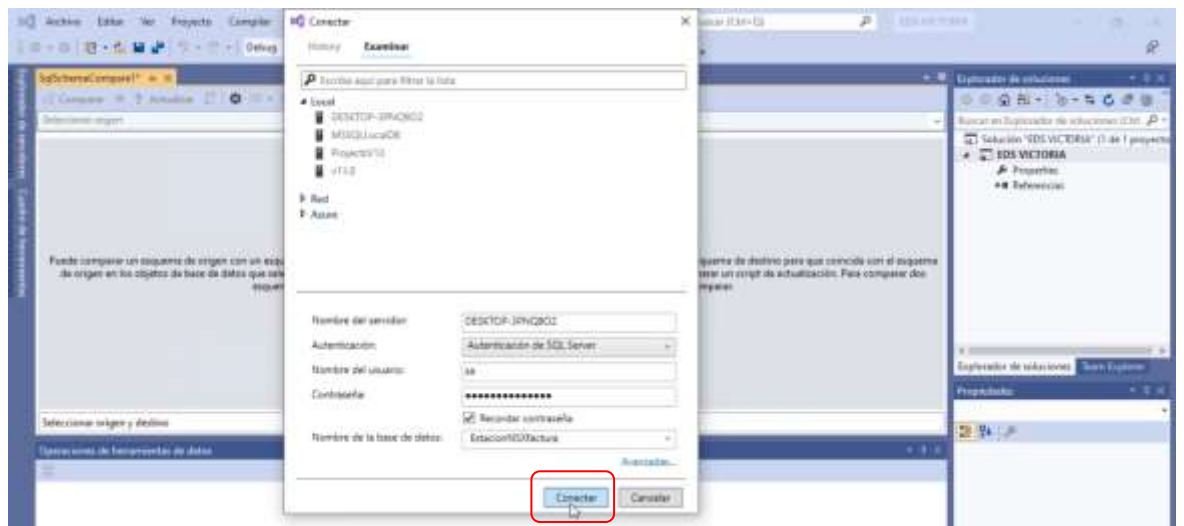 Archivo Editar Ver Proyecto Compilar
Debug
Conectar
History Examinar
Escriba aquí para filtrar la lista
Local
DESKTOP-3PNQBO2
MSSQLLocalDB
ProjectsV13
v11.0
Red
Azure
Nombre del servidor: DESKTOP-3PNQBO2
Autenticación: Autenticación de SQL Server
Nombre del usuario: sa
Contraseña: ••••••••••••••
Recordar contraseña
Nombre de la base de datos: EstacionNSXfactura
Avanzadas...
Conectar Cancelar
SqlSchemaCompare1*
Comparar Actualizar
Seleccionar origen
Puede comparar un esquema de origen con un
de origen en los objetos de base de datos que
esquema de destino para que coincida con el esquema
un script de actualización. Para comparar dos
Seleccionar origen y destino
Operaciones de herramientas de datos
Explorador de servidores
Cuadro de herramientas
Explorador de soluciones
Buscar en Explorador de soluciones
Solución "EDS VICTORIA" (1 de 1 proyecto
EDS VICTORIA
Properties
Referencias
Explorador de soluciones Team Explorer
Propiedades